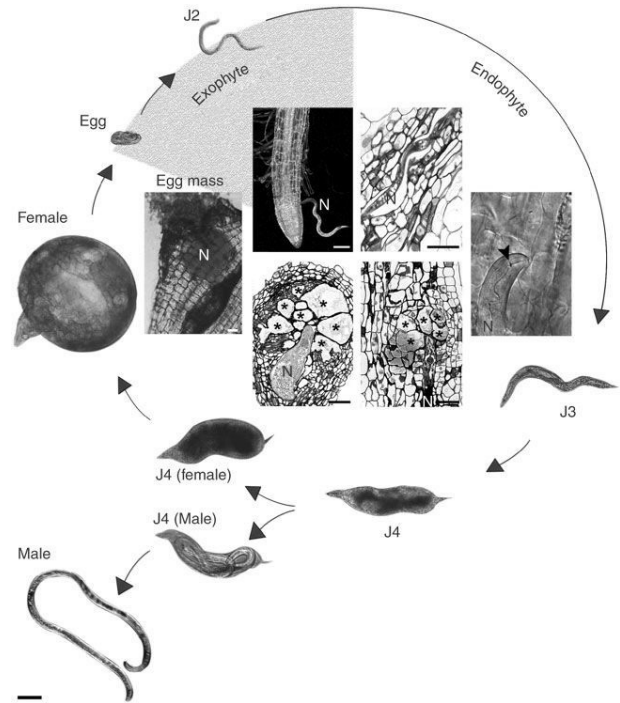 J2
Exophyte
Endophyte
Egg
Egg mass
Female
N
N
N
N
N
N
* * * * * * * *
* * * * *
J3
J4 (female)
J4
J4 (Male)
Male